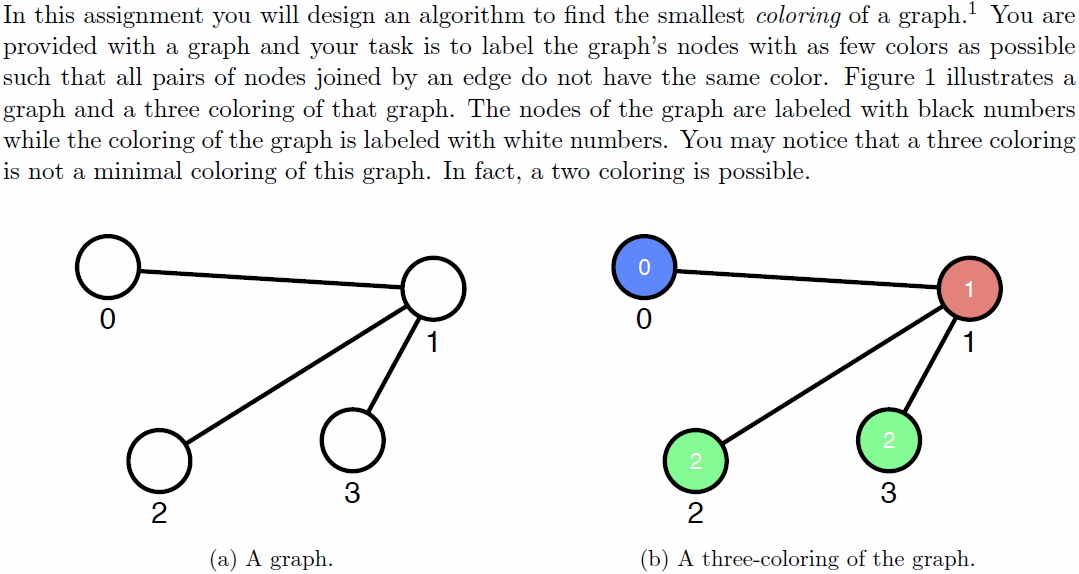 In this assignment you will design an algorithm to find the smallest coloring of a graph.¹ You are
provided with a graph and your task is to label the graph's nodes with as few colors as possible
such that all pairs of nodes joined by an edge do not have the same color. Figure 1 illustrates a
graph and a three coloring of that graph. The nodes of the graph are labeled with black numbers
while the coloring of the graph is labeled with white numbers. You may notice that a three coloring
is not a minimal coloring of this graph. In fact, a two coloring is possible.
0
1
2
3
(a) A graph.
0
0
1
1
2
2
2
3
(b) A three-coloring of the graph.